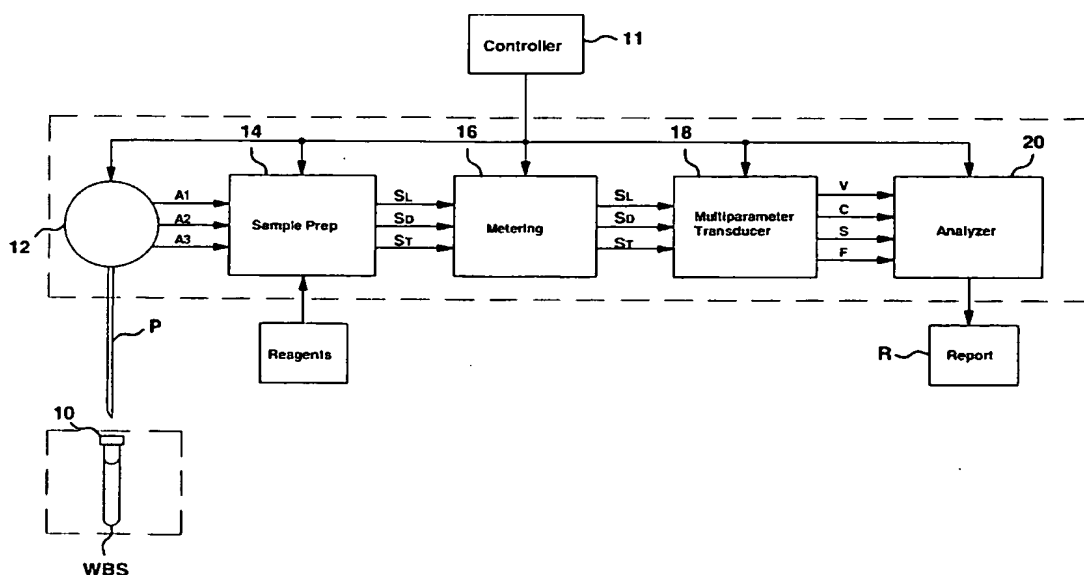 Controller
11
14
16
18
20
12
A1
A2
A3
Sample Prep
SL
SD
ST
Metering
SL
SD
ST
Multiparameter
Transducer
V
C
S
F
Analyzer
P
Reagents
R
Report
10
WBS